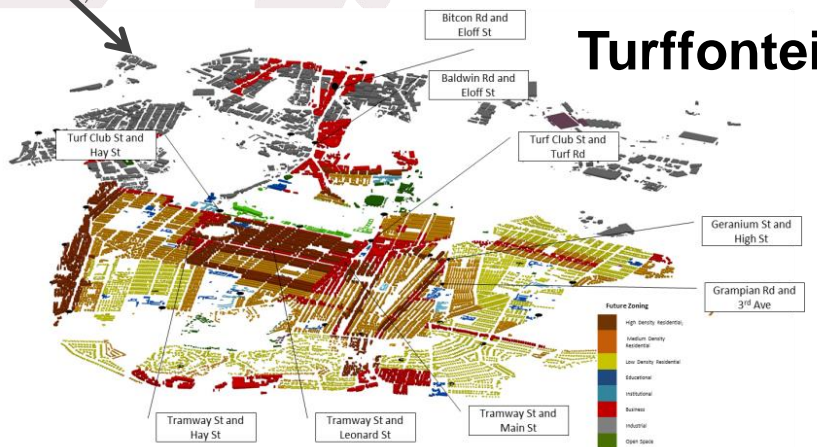 Bitcon Rd and
Eloff St
Turffontei
Baldwin Rd and
Eloff St
Turf Club St and
Hay St
Turf Club St and
Turf Rd
Geranium St and
High St
Grampian Rd and
3rd Ave
Future Zoning
High Density Residential;
Medium Density
Residential
Low Density Residential
Educational
Institutional
Business
Industrial
Open Space
Tramway St and
Hay St
Tramway St and
Leonard St
Tramway St and
Main St